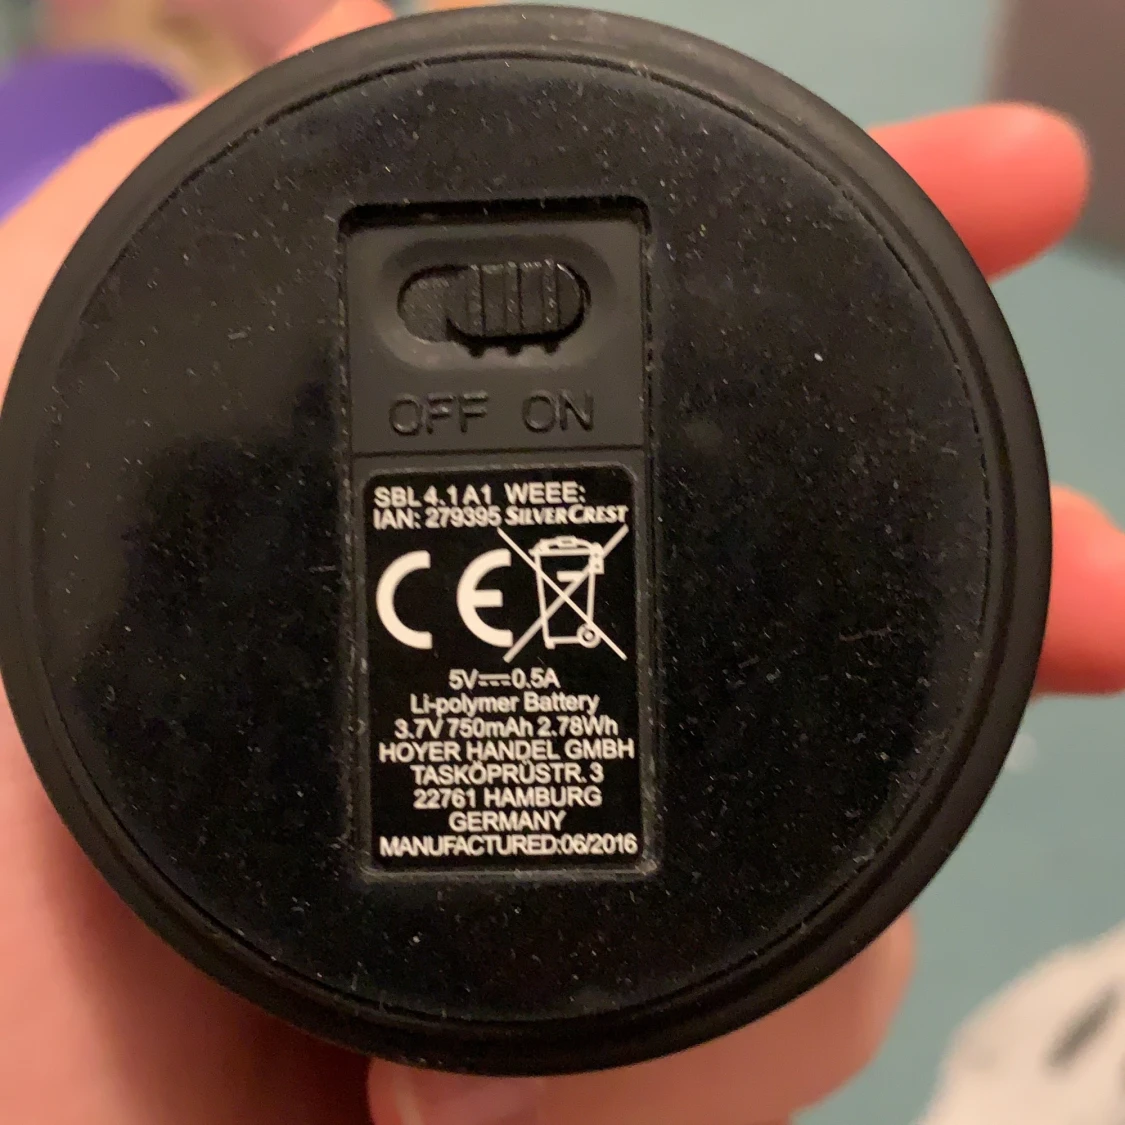 OFF ON
SBL 4.1 A1 WEEE:
IAN: 279395 SILVERCREST
CE
5V⎓0.5A
Li-polymer Battery
3.7V 750mAh 2.78Wh
HOYER HANDEL GMBH
TASKÖPRÜSTR. 3
22761 HAMBURG
GERMANY
MANUFACTURED:06/2016